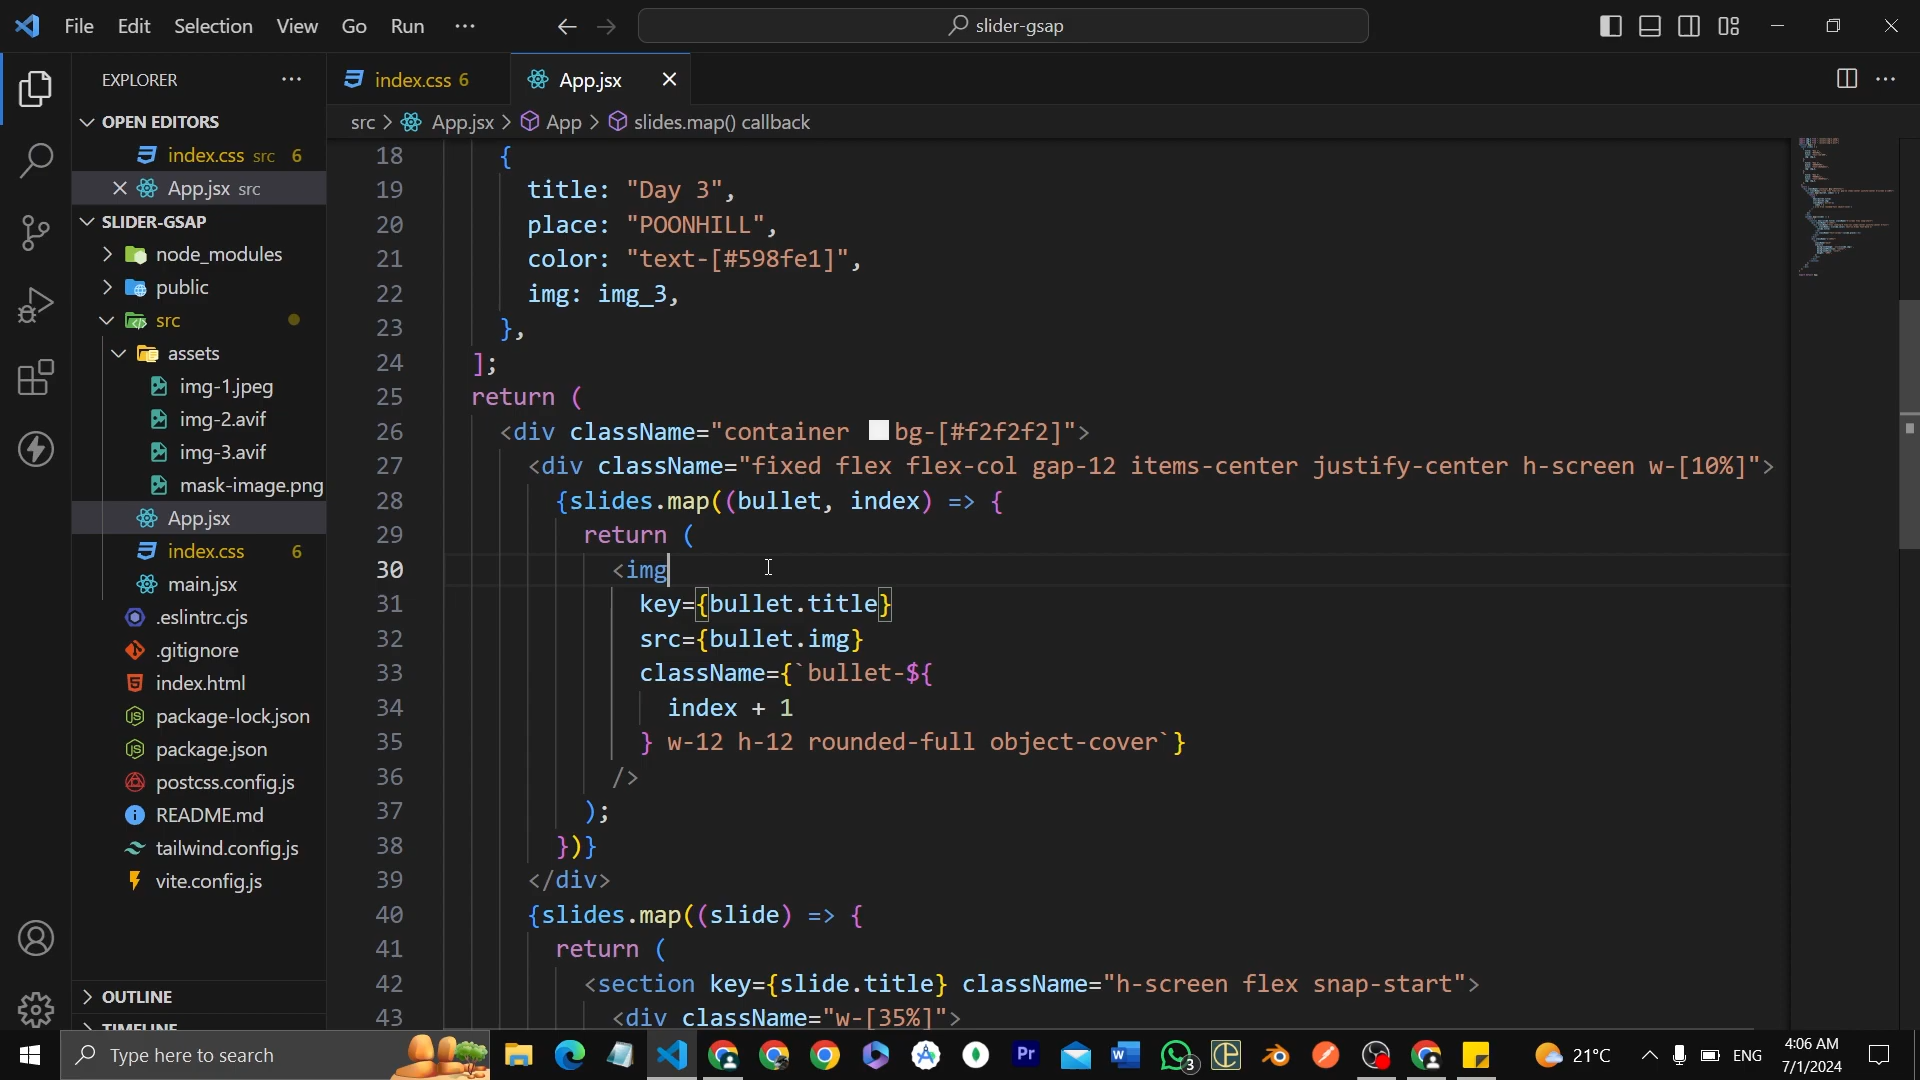 File Edit Selection View Go Run ··· slider-gsap
EXPLORER ···
index.css 6 App.jsx
OPEN EDITORS
src > App.jsx > App > slides.map() callback
index.css src 6
App.jsx src
SLIDER-GSAP
node_modules
public
src
assets
img-1.jpeg
img-2.avif
img-3.avif
mask-image.png
App.jsx
index.css 6
main.jsx
.eslintrc.cjs
.gitignore
index.html
package-lock.json
package.json
postcss.config.js
README.md
tailwind.config.js
vite.config.js
OUTLINE
TIMELINE
18 {
19 title: "Day 3",
20 place: "POONHILL",
21 color: "text-[#598fe1]",
22 img: img_3,
23 },
24 ];
25 return (
26 <div className="container bg-[#f2f2f2]">
27 <div className="fixed flex flex-col gap-12 items-center justify-center h-screen w-[10%]">
28 {slides.map((bullet, index) => {
29 return (
30 <img
31 key={bullet.title}
32 src={bullet.img}
33 className={`bullet-${
34 index + 1
35 } w-12 h-12 rounded-full object-cover`}
36 />
37 );
38 })}
39 </div>
40 {slides.map((slide) => {
41 return (
42 <section key={slide.title} className="h-screen flex snap-start">
43 <div className="w-[35%]">
Type here to search
3
21°C
ENG
4:06 AM
7/1/2024